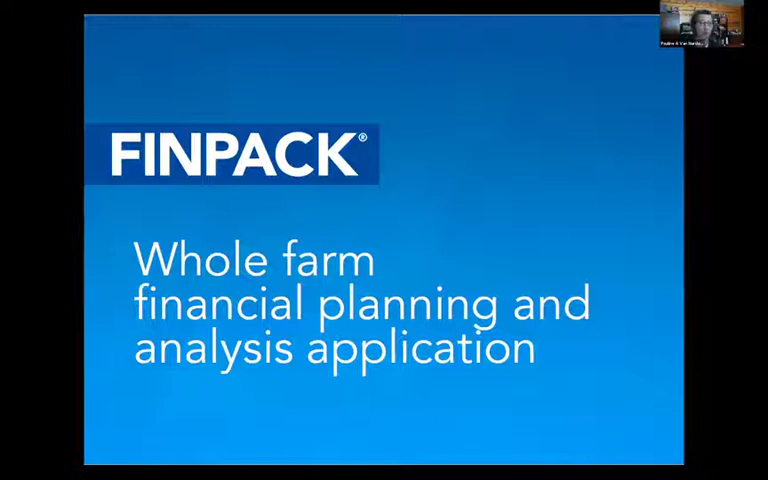 FINPACK®
Whole farm
financial planning and
analysis application